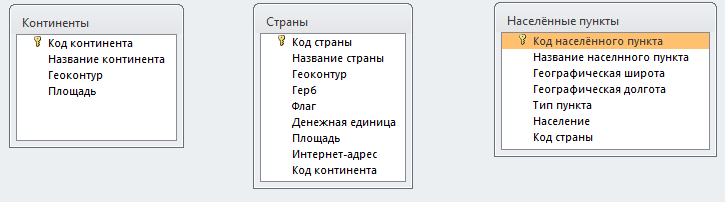 Континенты
Код континента
Название континента
Геоконтур
Площадь
Страны
Код страны
Название страны
Геоконтур
Герб
Флаг
Денежная единица
Площадь
Интернет-адрес
Код континента
Населённые пункты
Код населённого пункта
Название населнного пункта
Географическая широта
Географическая долгота
Тип пункта
Население
Код страны